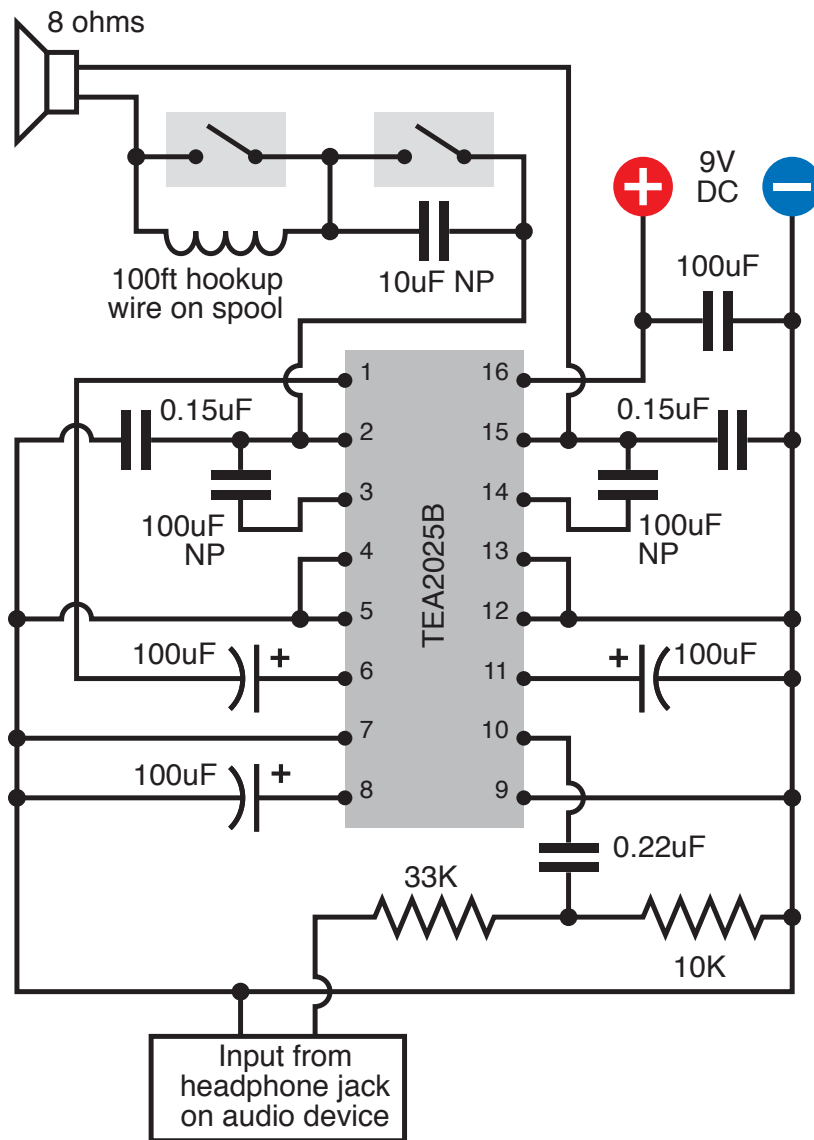 8 ohms
9V
DC
100ft hookup
wire on spool
10uF NP
100uF
1
16
0.15uF
0.15uF
2
15
3
14
100uF
NP
100uF
NP
TEA2025B
4
13
5
12
100uF
+
6
11
+
100uF
7
10
100uF
+
8
9
0.22uF
33K
10K
Input from
headphone jack
on audio device